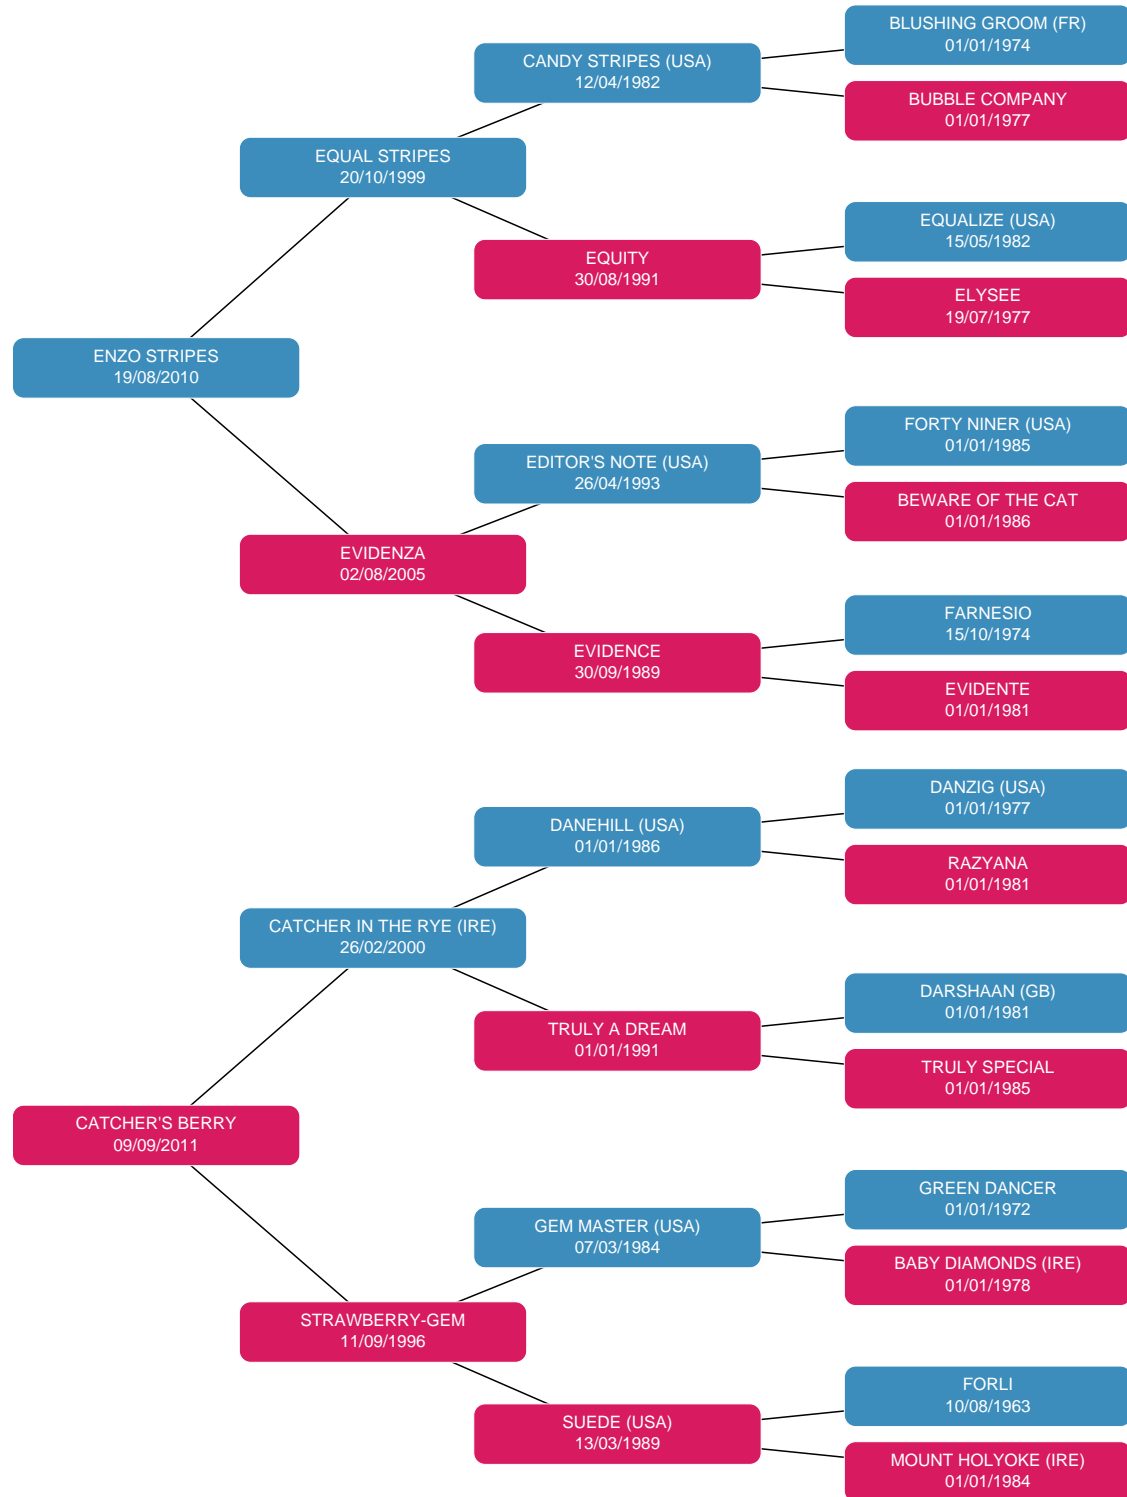 BLUSHING GROOM (FR)
01/01/1974
CANDY STRIPES (USA)
12/04/1982
BUBBLE COMPANY
01/01/1977
EQUAL STRIPES
20/10/1999
EQUALIZE (USA)
15/05/1982
EQUITY
30/08/1991
ELYSEE
19/07/1977
ENZO STRIPES
19/08/2010
FORTY NINER (USA)
01/01/1985
EDITOR'S NOTE (USA)
26/04/1993
BEWARE OF THE CAT
01/01/1986
EVIDENZA
02/08/2005
FARNESIO
15/10/1974
EVIDENCE
30/09/1989
EVIDENTE
01/01/1981
DANZIG (USA)
01/01/1977
DANEHILL (USA)
01/01/1986
RAZYANA
01/01/1981
CATCHER IN THE RYE (IRE)
26/02/2000
DARSHAAN (GB)
01/01/1981
TRULY A DREAM
01/01/1991
TRULY SPECIAL
01/01/1985
CATCHER'S BERRY
09/09/2011
GREEN DANCER
01/01/1972
GEM MASTER (USA)
07/03/1984
BABY DIAMONDS (IRE)
01/01/1978
STRAWBERRY-GEM
11/09/1996
FORLI
10/08/1963
SUEDE (USA)
13/03/1989
MOUNT HOLYOKE (IRE)
01/01/1984